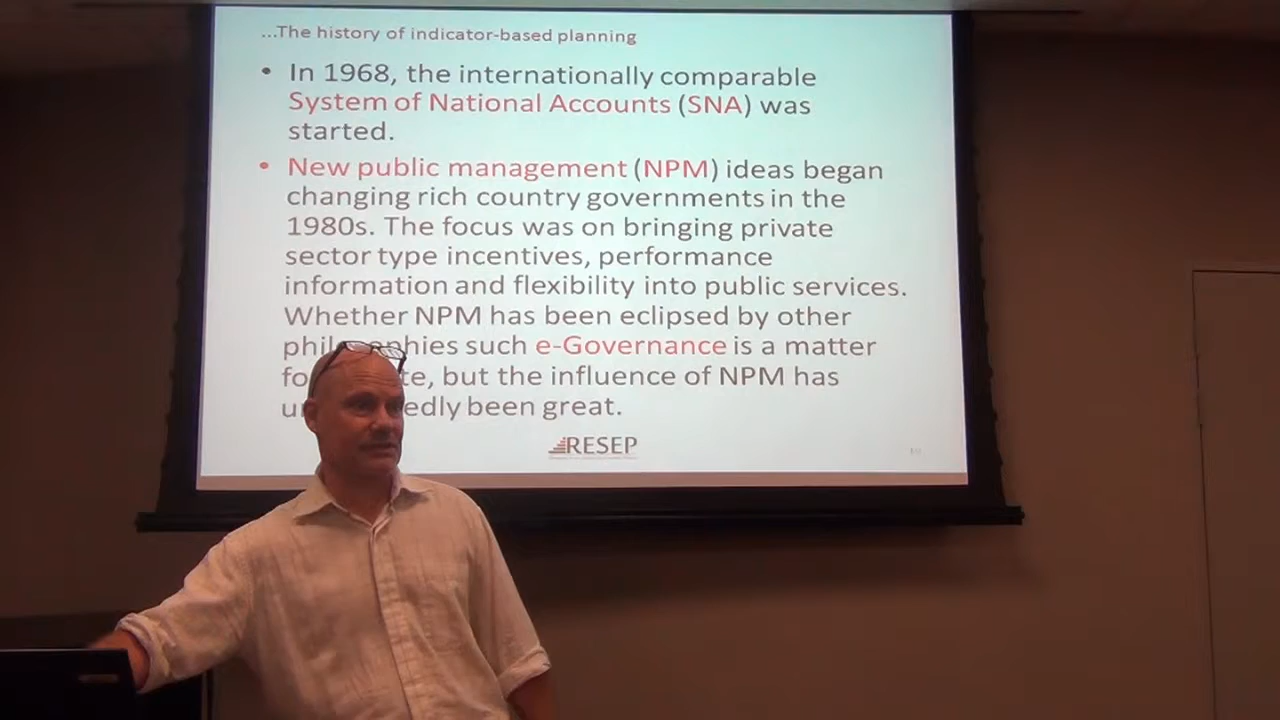 ...The history of indicator-based planning
• In 1968, the internationally comparable
System of National Accounts (SNA) was
started.
• New public management (NPM) ideas began
changing rich country governments in the
1980s. The focus was on bringing private
sector type incentives, performance
information and flexibility into public services.
Whether NPM has been eclipsed by other
such e-Governance is a matter
but the influence of NPM has
been great.
RESEP